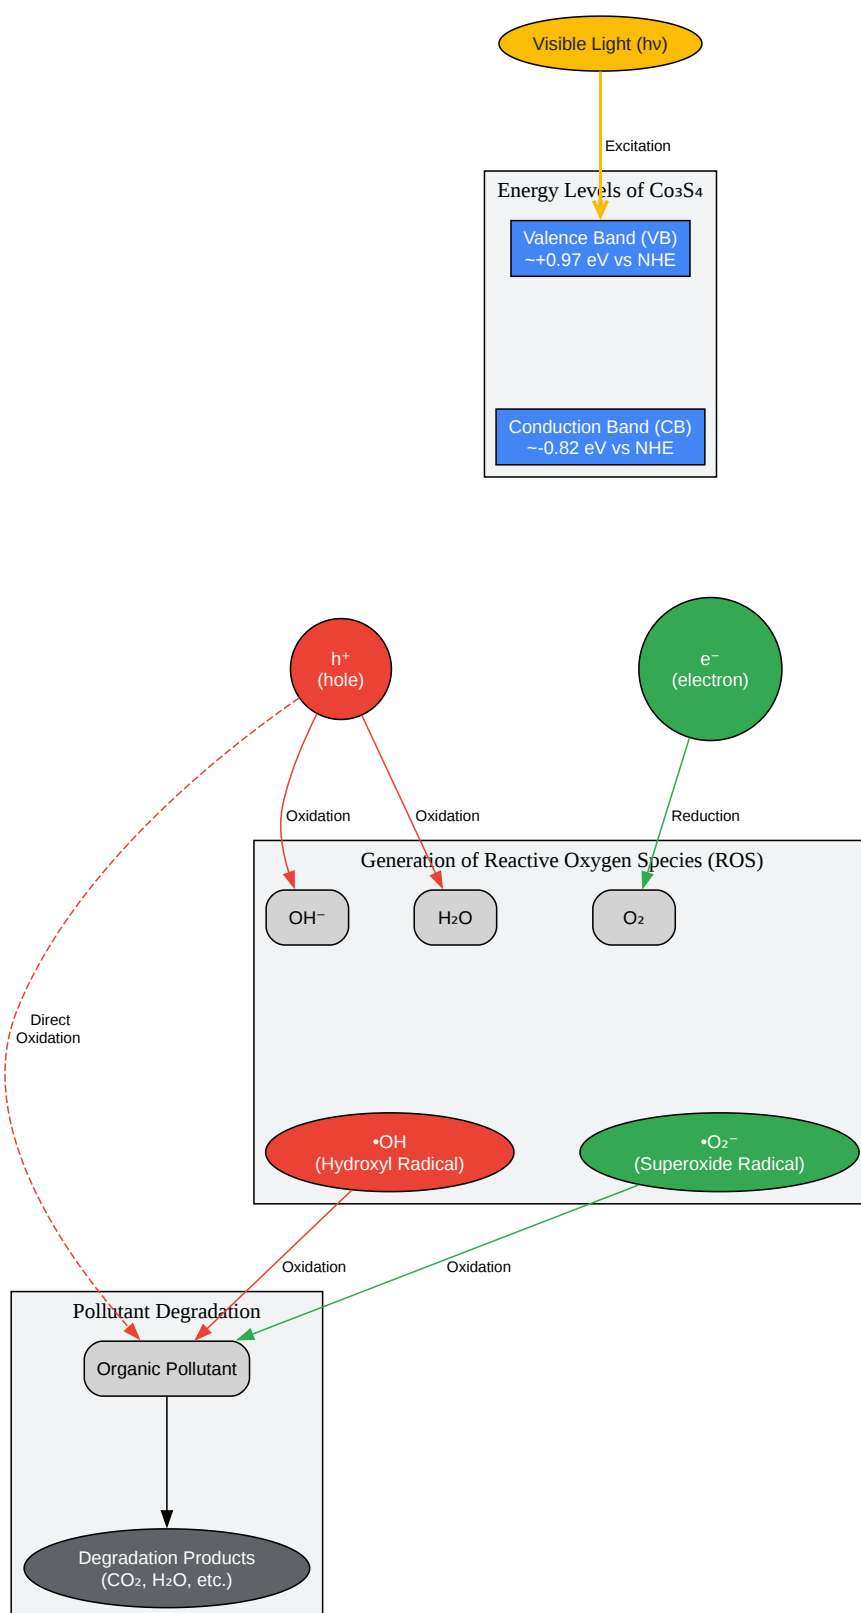 Visible Light (hν)
Excitation
Energy Levels of Co₃S₄
Valence Band (VB)
~+0.97 eV vs NHE
Conduction Band (CB)
~-0.82 eV vs NHE
h⁺
(hole)
e⁻
(electron)
Oxidation
Oxidation
Reduction
Generation of Reactive Oxygen Species (ROS)
OH⁻
H₂O
O₂
Direct
Oxidation
•OH
(Hydroxyl Radical)
•O₂⁻
(Superoxide Radical)
Oxidation
Oxidation
Pollutant Degradation
Organic Pollutant
Degradation Products
(CO₂, H₂O, etc.)